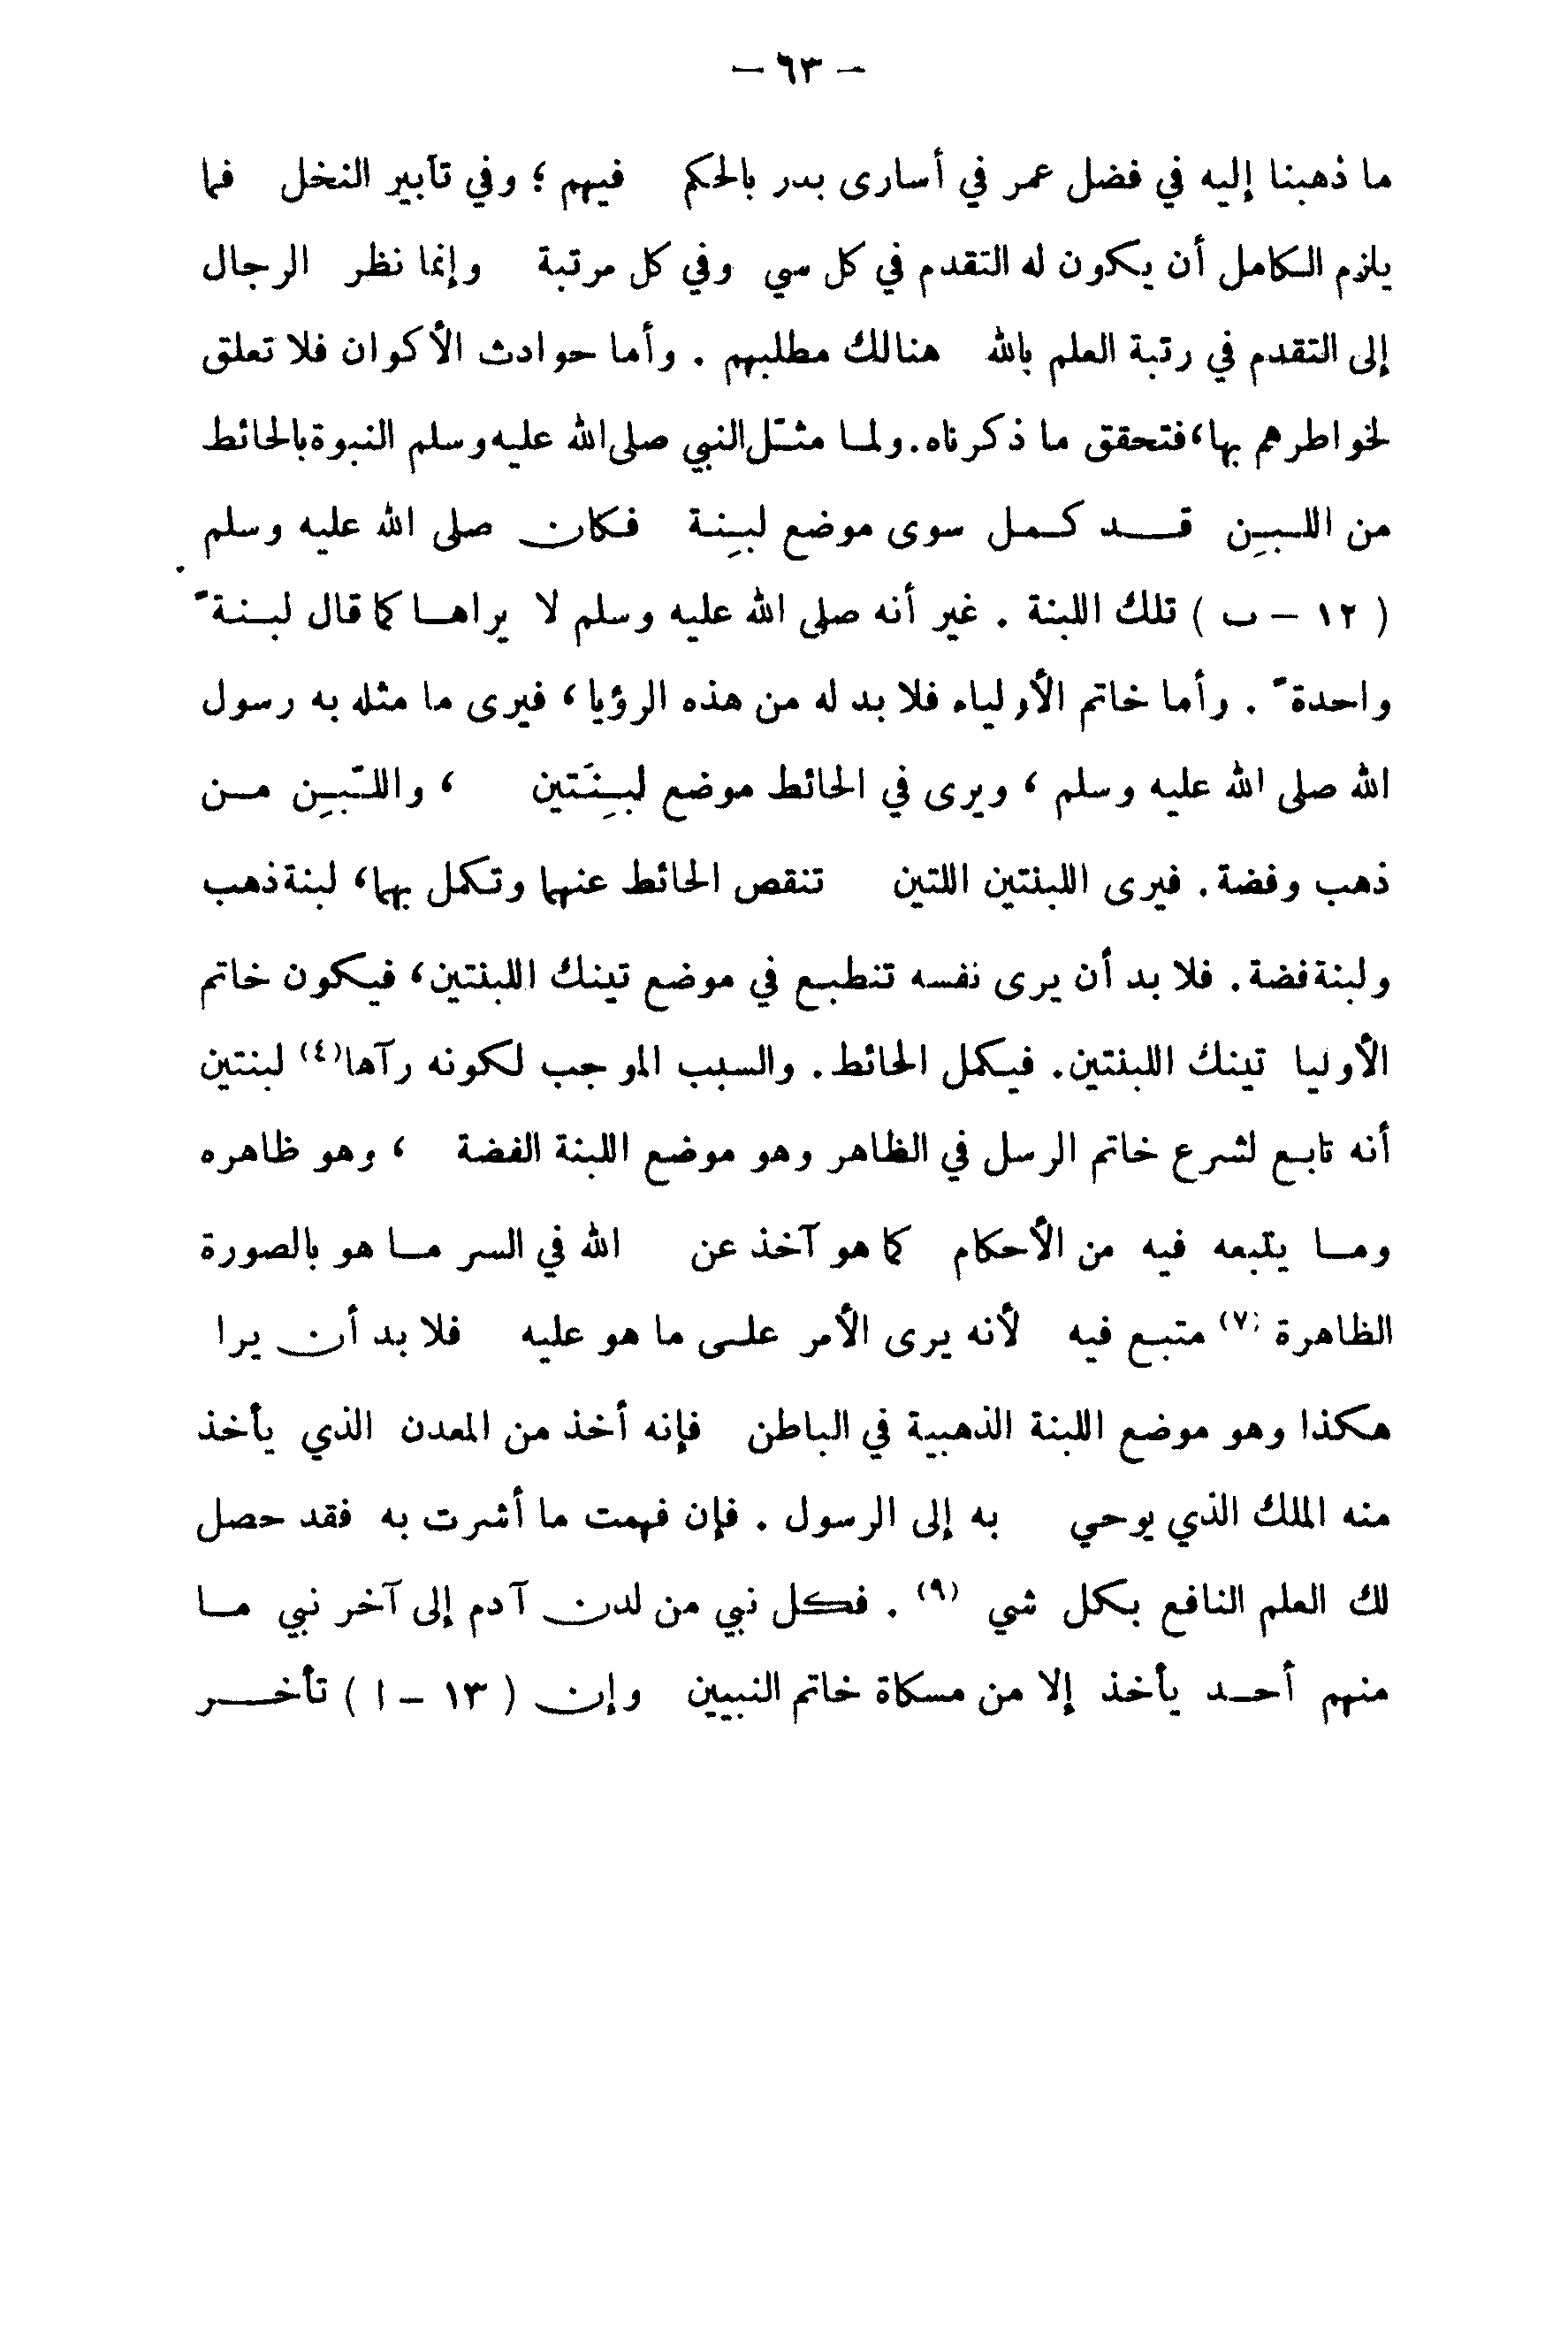 – ٦٣ –
ما ذهبنا إليه في فضل عمر في أسارى بدر بالحكم فيهم ؛ وفي تأبير النخل فما
يلزم الكامل أن يكون له التقدم في كل سي وفي كل مرتبة وإنما نظر الرجال
إلى التقدم في رتبة العلم بالله هنالك مطلبهم . وأما حوادث الأكوان فلا تعلق
لخواطرهم بها، فتحقق ما ذكرناه. ولما مثّل النبي صلى الله عليه وسلم النبوة بالحائط
من اللبِن قد كمل سوى موضع لبِنة فكان صلى الله عليه وسلم
( ١٢ – ب ) تلك اللبنة . غير أنه صلى الله عليه وسلم لا يراها كما قال لبنةً
واحدةً . وأما خاتم الأولياء فلا بد له من هذه الرؤيا ، فيرى ما مثله به رسول
الله صلى الله عليه وسلم ، ويرى في الحائط موضع لبِنَتين ، واللّبِن من
ذهب وفضة . فيرى اللبنتين اللتين تنقص الحائط عنهما وتكمل بهما، لبنة ذهب
ولبنة فضة . فلا بد أن يرى نفسه تنطبع في موضع تينك اللبنتين، فيكون خاتم
الأوليا تينك اللبنتين. فيكمل الحائط . والسبب الموجب لكونه رآها(٤) لبنتين
أنه تابع لشرع خاتم الرسل في الظاهر وهو موضع اللبنة الفضة ، وهو ظاهره
وما يتبعه فيه من الأحكام كما هو آخذ عن الله في السر ما هو بالصورة
الظاهرة (٧) متبع فيه لأنه يرى الأمر على ما هو عليه فلا بد أن يرا
هكذا وهو موضع اللبنة الذهبية في الباطن فإنه أخذ من المعدن الذي يأخذ
منه الملك الذي يوحي به إلى الرسول . فإن فهمت ما أشرت به فقد حصل
لك العلم النافع بكل شي (٩) . فكل نبي من لدن آدم إلى آخر نبي ما
منهم أحد يأخذ إلا من مسكاة خاتم النبيين وإن ( ١٣ – ا ) تأخر